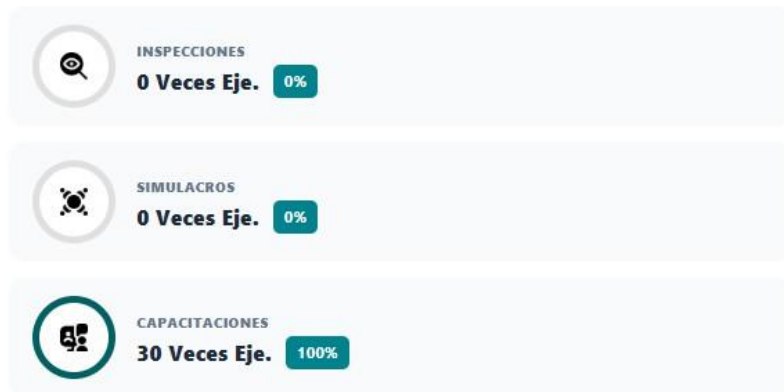 INSPECCIONES
0 Veces Eje. 0%
SIMULACROS
0 Veces Eje. 0%
CAPACITACIONES
30 Veces Eje. 100%